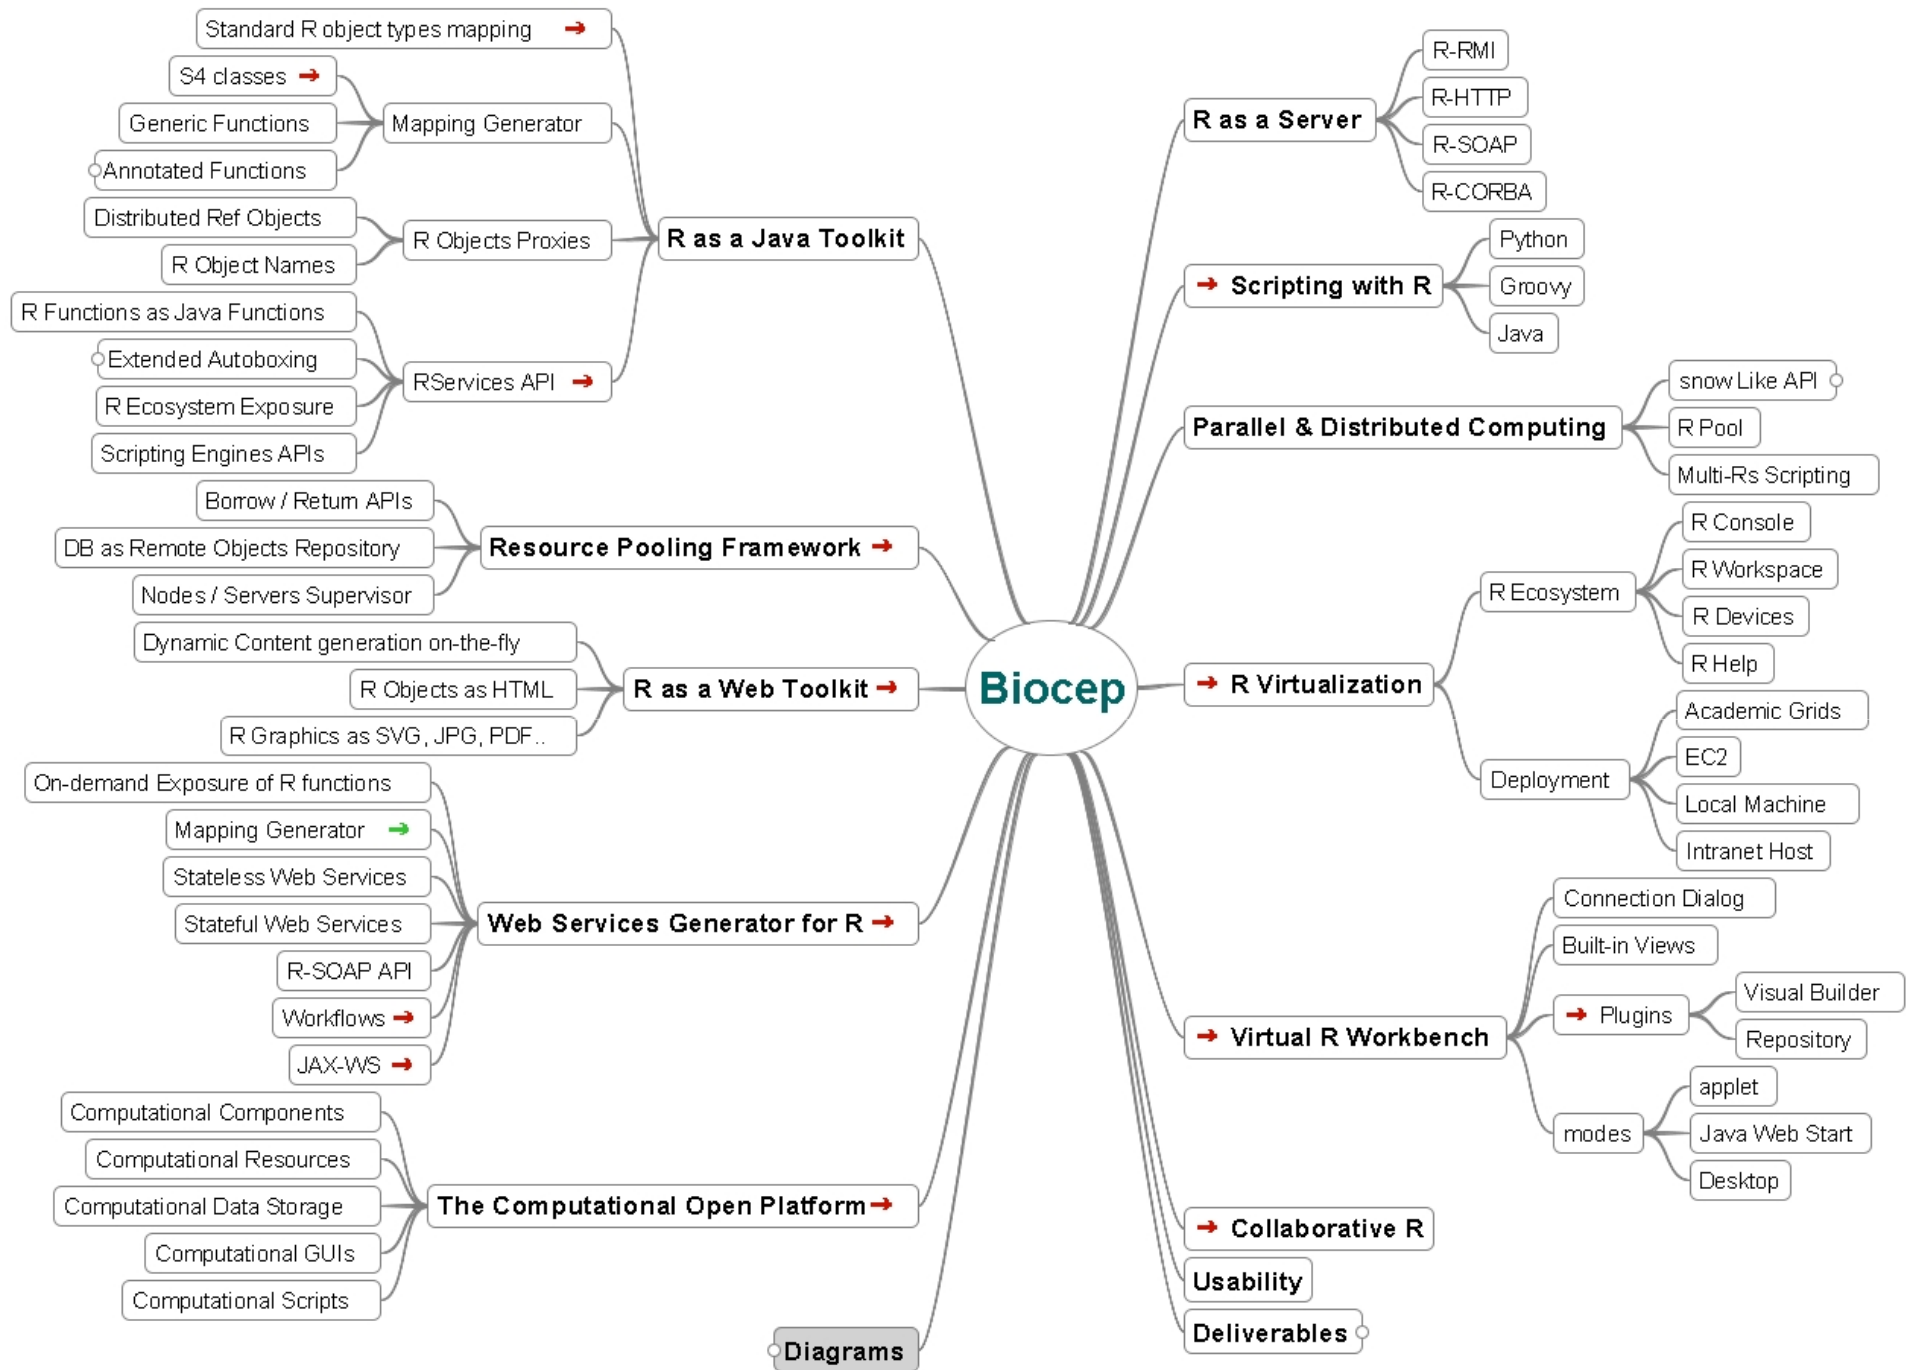 Biocep
R as a Java Toolkit
Standard R object types mapping
Mapping Generator
S4 classes
Generic Functions
Annotated Functions
R Objects Proxies
Distributed Ref Objects
R Object Names
RServices API
R Functions as Java Functions
Extended Autoboxing
R Ecosystem Exposure
Scripting Engines APIs
Resource Pooling Framework
Borrow / Return APIs
DB as Remote Objects Repository
Nodes / Servers Supervisor
R as a Web Toolkit
Dynamic Content generation on-the-fly
R Objects as HTML
R Graphics as SVG, JPG, PDF..
Web Services Generator for R
On-demand Exposure of R functions
Mapping Generator
Stateless Web Services
Stateful Web Services
R-SOAP API
Workflows
JAX-WS
The Computational Open Platform
Computational Components
Computational Resources
Computational Data Storage
Computational GUIs
Computational Scripts
Diagrams
R as a Server
R-RMI
R-HTTP
R-SOAP
R-CORBA
Scripting with R
Python
Groovy
Java
Parallel & Distributed Computing
snow Like API
R Pool
Multi-Rs Scripting
R Virtualization
R Ecosystem
R Console
R Workspace
R Devices
R Help
Deployment
Academic Grids
EC2
Local Machine
Intranet Host
Virtual R Workbench
Connection Dialog
Built-in Views
Plugins
Visual Builder
Repository
modes
applet
Java Web Start
Desktop
Collaborative R
Usability
Deliverables